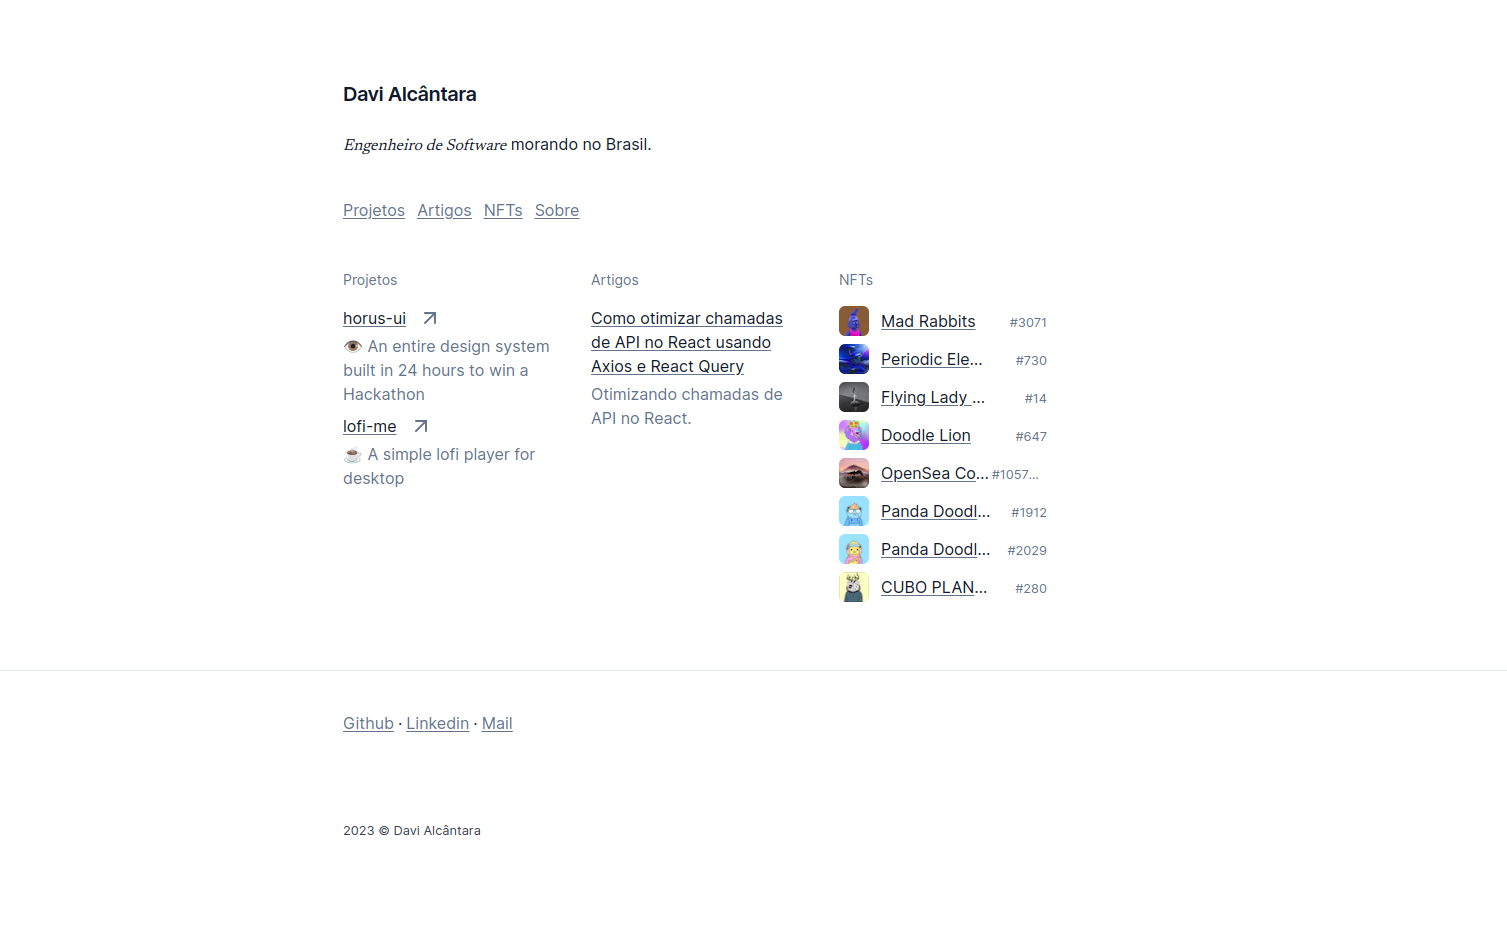 Davi Alcântara
Engenheiro de Software morando no Brasil.
Projetos Artigos NFTs Sobre
Projetos
horus-ui
👁️ An entire design system
built in 24 hours to win a
Hackathon
lofi-me
☕ A simple lofi player for
desktop
Artigos
Como otimizar chamadas
de API no React usando
Axios e React Query
Otimizando chamadas de
API no React.
NFTs
Mad Rabbits #3071
Periodic Ele... #730
Flying Lady ... #14
Doodle Lion #647
OpenSea Co... #1057...
Panda Doodl... #1912
Panda Doodl... #2029
CUBO PLAN... #280
Github · Linkedin · Mail
2023 © Davi Alcântara